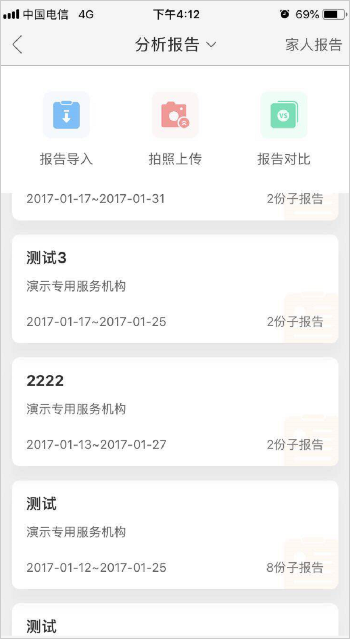 中国电信 4G 下午4:12 69%
分析报告 家人报告
报告导入 拍照上传 报告对比
2017-01-17~2017-01-31 2份子报告
测试3
演示专用服务机构
2017-01-17~2017-01-25 2份子报告
2222
演示专用服务机构
2017-01-13~2017-01-27 2份子报告
测试
演示专用服务机构
2017-01-12~2017-01-25 8份子报告
测试